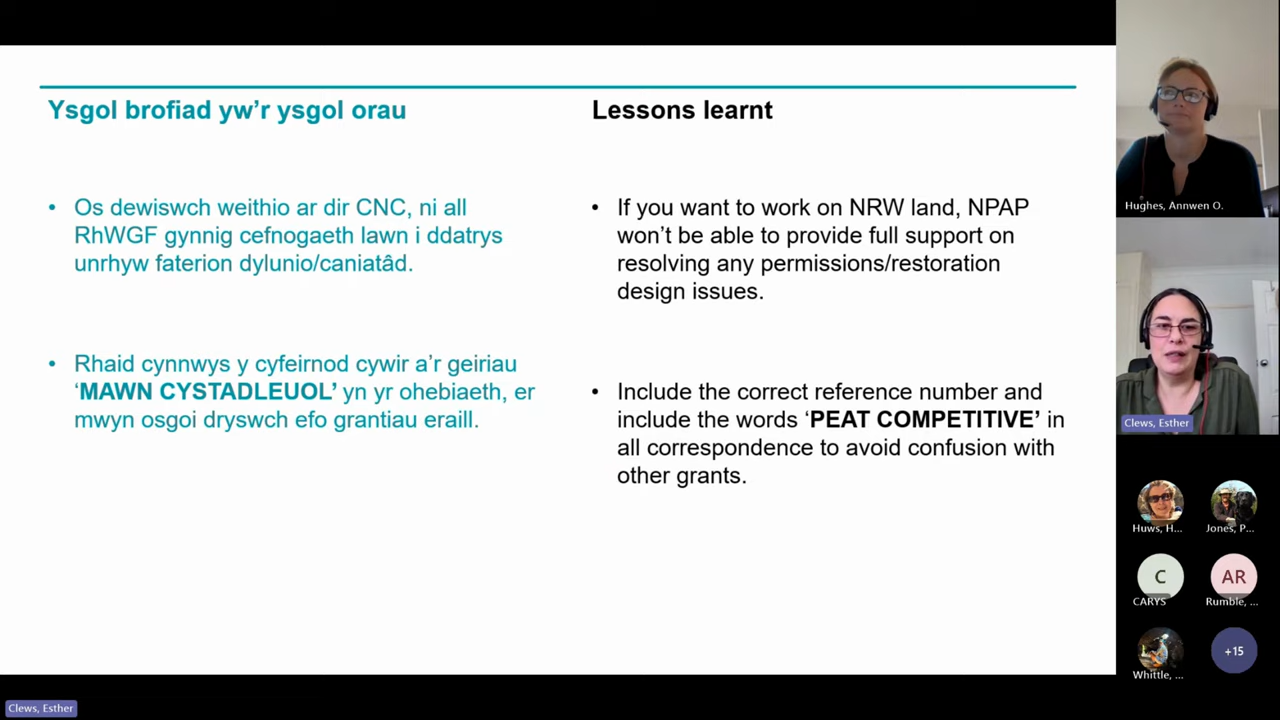 Ysgol brofiad yw’r ysgol orau
• Os dewiswch weithio ar dir CNC, ni all
RhWGF gynnig cefnogaeth lawn i ddatrys
unrhyw faterion dylunio/caniatâd.
• Rhaid cynnwys y cyfeirnod cywir a’r geiriau
‘MAWN CYSTADLEUOL’ yn yr ohebiaeth, er
mwyn osgoi dryswch efo grantiau eraill.
Lessons learnt
• If you want to work on NRW land, NPAP
won’t be able to provide full support on
resolving any permissions/restoration
design issues.
• Include the correct reference number and
include the words ‘PEAT COMPETITIVE’ in
all correspondence to avoid confusion with
other grants.
Hughes, Annwen O.
Clews, Esther
Huws, H...
Jones, P...
C
CARYS
AR
Rumble, ...
Whittle, ...
+15
Clews, Esther